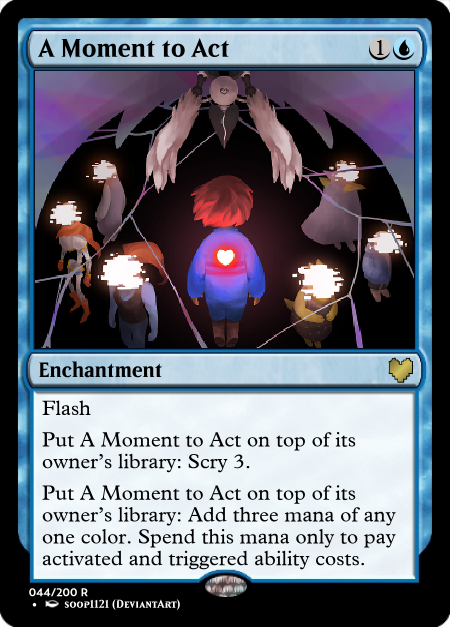 A Moment to Act
1
Enchantment
Flash
Put A Moment to Act on top of its
owner's library: Scry 3.
Put A Moment to Act on top of its
owner's library: Add three mana of any
one color. Spend this mana only to pay
activated and triggered ability costs.
044/200 R
• soop1121 (DeviantArt)